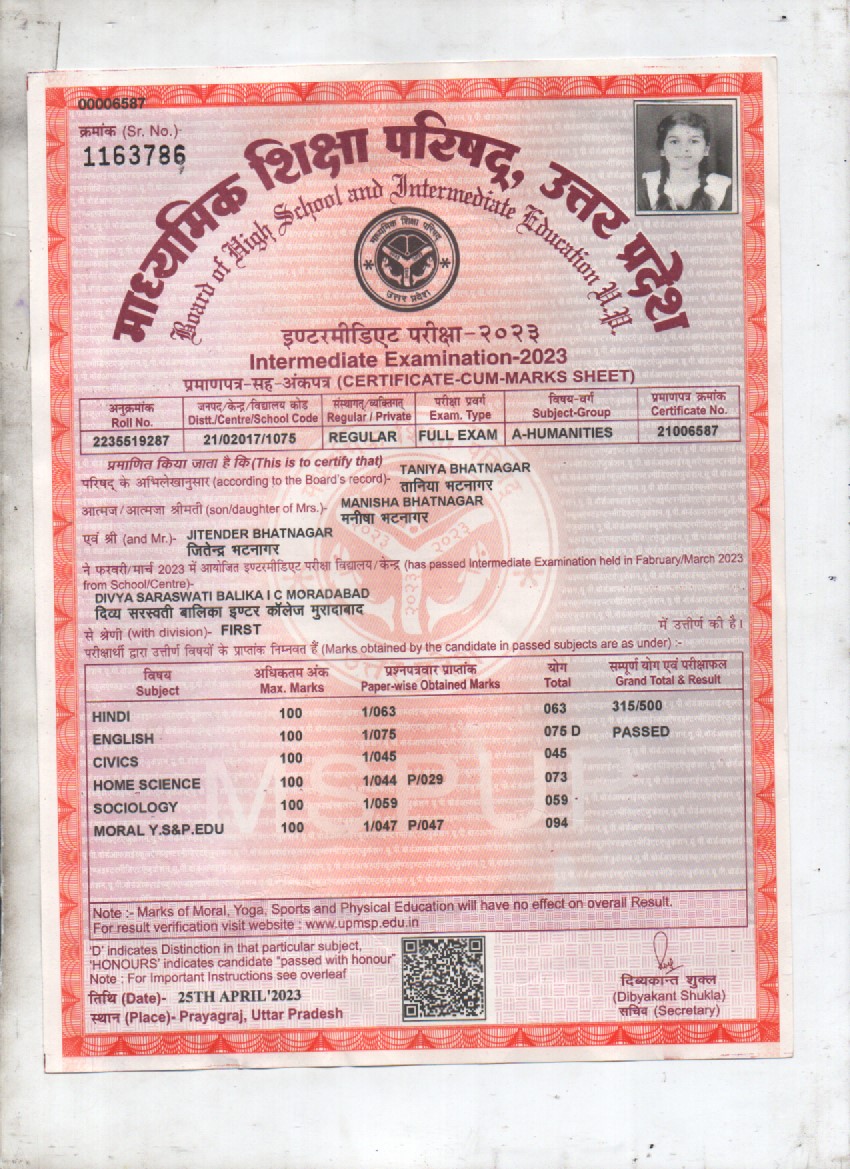 00006587
क्रमांक (Sr. No.)-
1163786
माध्यमिक शिक्षा परिषद्, उत्तर प्रदेश
Board of High School and Intermediate Education U.P.
माध्यमिक शिक्षा परिषद्
उत्तर प्रदेश
इण्टरमीडिएट परीक्षा-२०२३
Intermediate Examination-2023
प्रमाणपत्र-सह-अंकपत्र (CERTIFICATE-CUM-MARKS SHEET)
अनुक्रमांक जनपद/केन्द्र/विद्यालय कोड संस्थागत/व्यक्तिगत परीक्षा प्रवर्ग विषय-वर्ग प्रमाणपत्र क्रमांक
Roll No. Distt./Centre/School Code Regular / Private Exam. Type Subject-Group Certificate No.
2235519287 21/02017/1075 REGULAR FULL EXAM A-HUMANITIES 21006587
प्रमाणित किया जाता है कि (This is to certify that)
परिषद् के अभिलेखानुसार (according to the Board's record)- TANIYA BHATNAGAR
तानिया भटनागर
आत्मज/आत्मजा श्रीमती (son/daughter of Mrs.)- MANISHA BHATNAGAR
मनीषा भटनागर
एवं श्री (and Mr.)- JITENDER BHATNAGAR
जितेन्द्र भटनागर
ने फरवरी/मार्च 2023 में आयोजित इण्टरमीडिएट परीक्षा विद्यालय/केन्द्र (has passed Intermediate Examination held in Fabruary/March 2023
from School/Centre)-
DIVYA SARASWATI BALIKA I C MORADABAD
दिव्य सरस्वती बालिका इण्टर कॉलेज मुरादाबाद
से श्रेणी (with division)- FIRST में उत्तीर्ण की है।
परीक्षार्थी द्वारा उत्तीर्ण विषयों के प्राप्तांक निम्नवत हैं (Marks obtained by the candidate in passed subjects are as under) :-
विषय अधिकतम अंक प्रश्नपत्रवार प्राप्तांक योग सम्पूर्ण योग एवं परीक्षाफल
Subject Max. Marks Paper-wise Obtained Marks Total Grand Total & Result
HINDI 100 1/063 063 315/500
ENGLISH 100 1/075 075 D PASSED
CIVICS 100 1/045 045
HOME SCIENCE 100 1/044 P/029 073
SOCIOLOGY 100 1/059 059
MORAL Y.S&P.EDU 100 1/047 P/047 094
MSPUP
Note :- Marks of Moral, Yoga, Sports and Physical Education will have no effect on overall Result.
For result verification visit website : www.upmsp.edu.in
'D' indicates Distinction in that particular subject,
'HONOURS' indicates candidate "passed with honour"
Note : For Important Instructions see overleaf
तिथि (Date)- 25TH APRIL'2023
स्थान (Place)- Prayagraj, Uttar Pradesh
दिब्यकान्त शुक्ल
(Dibyakant Shukla)
सचिव (Secretary)